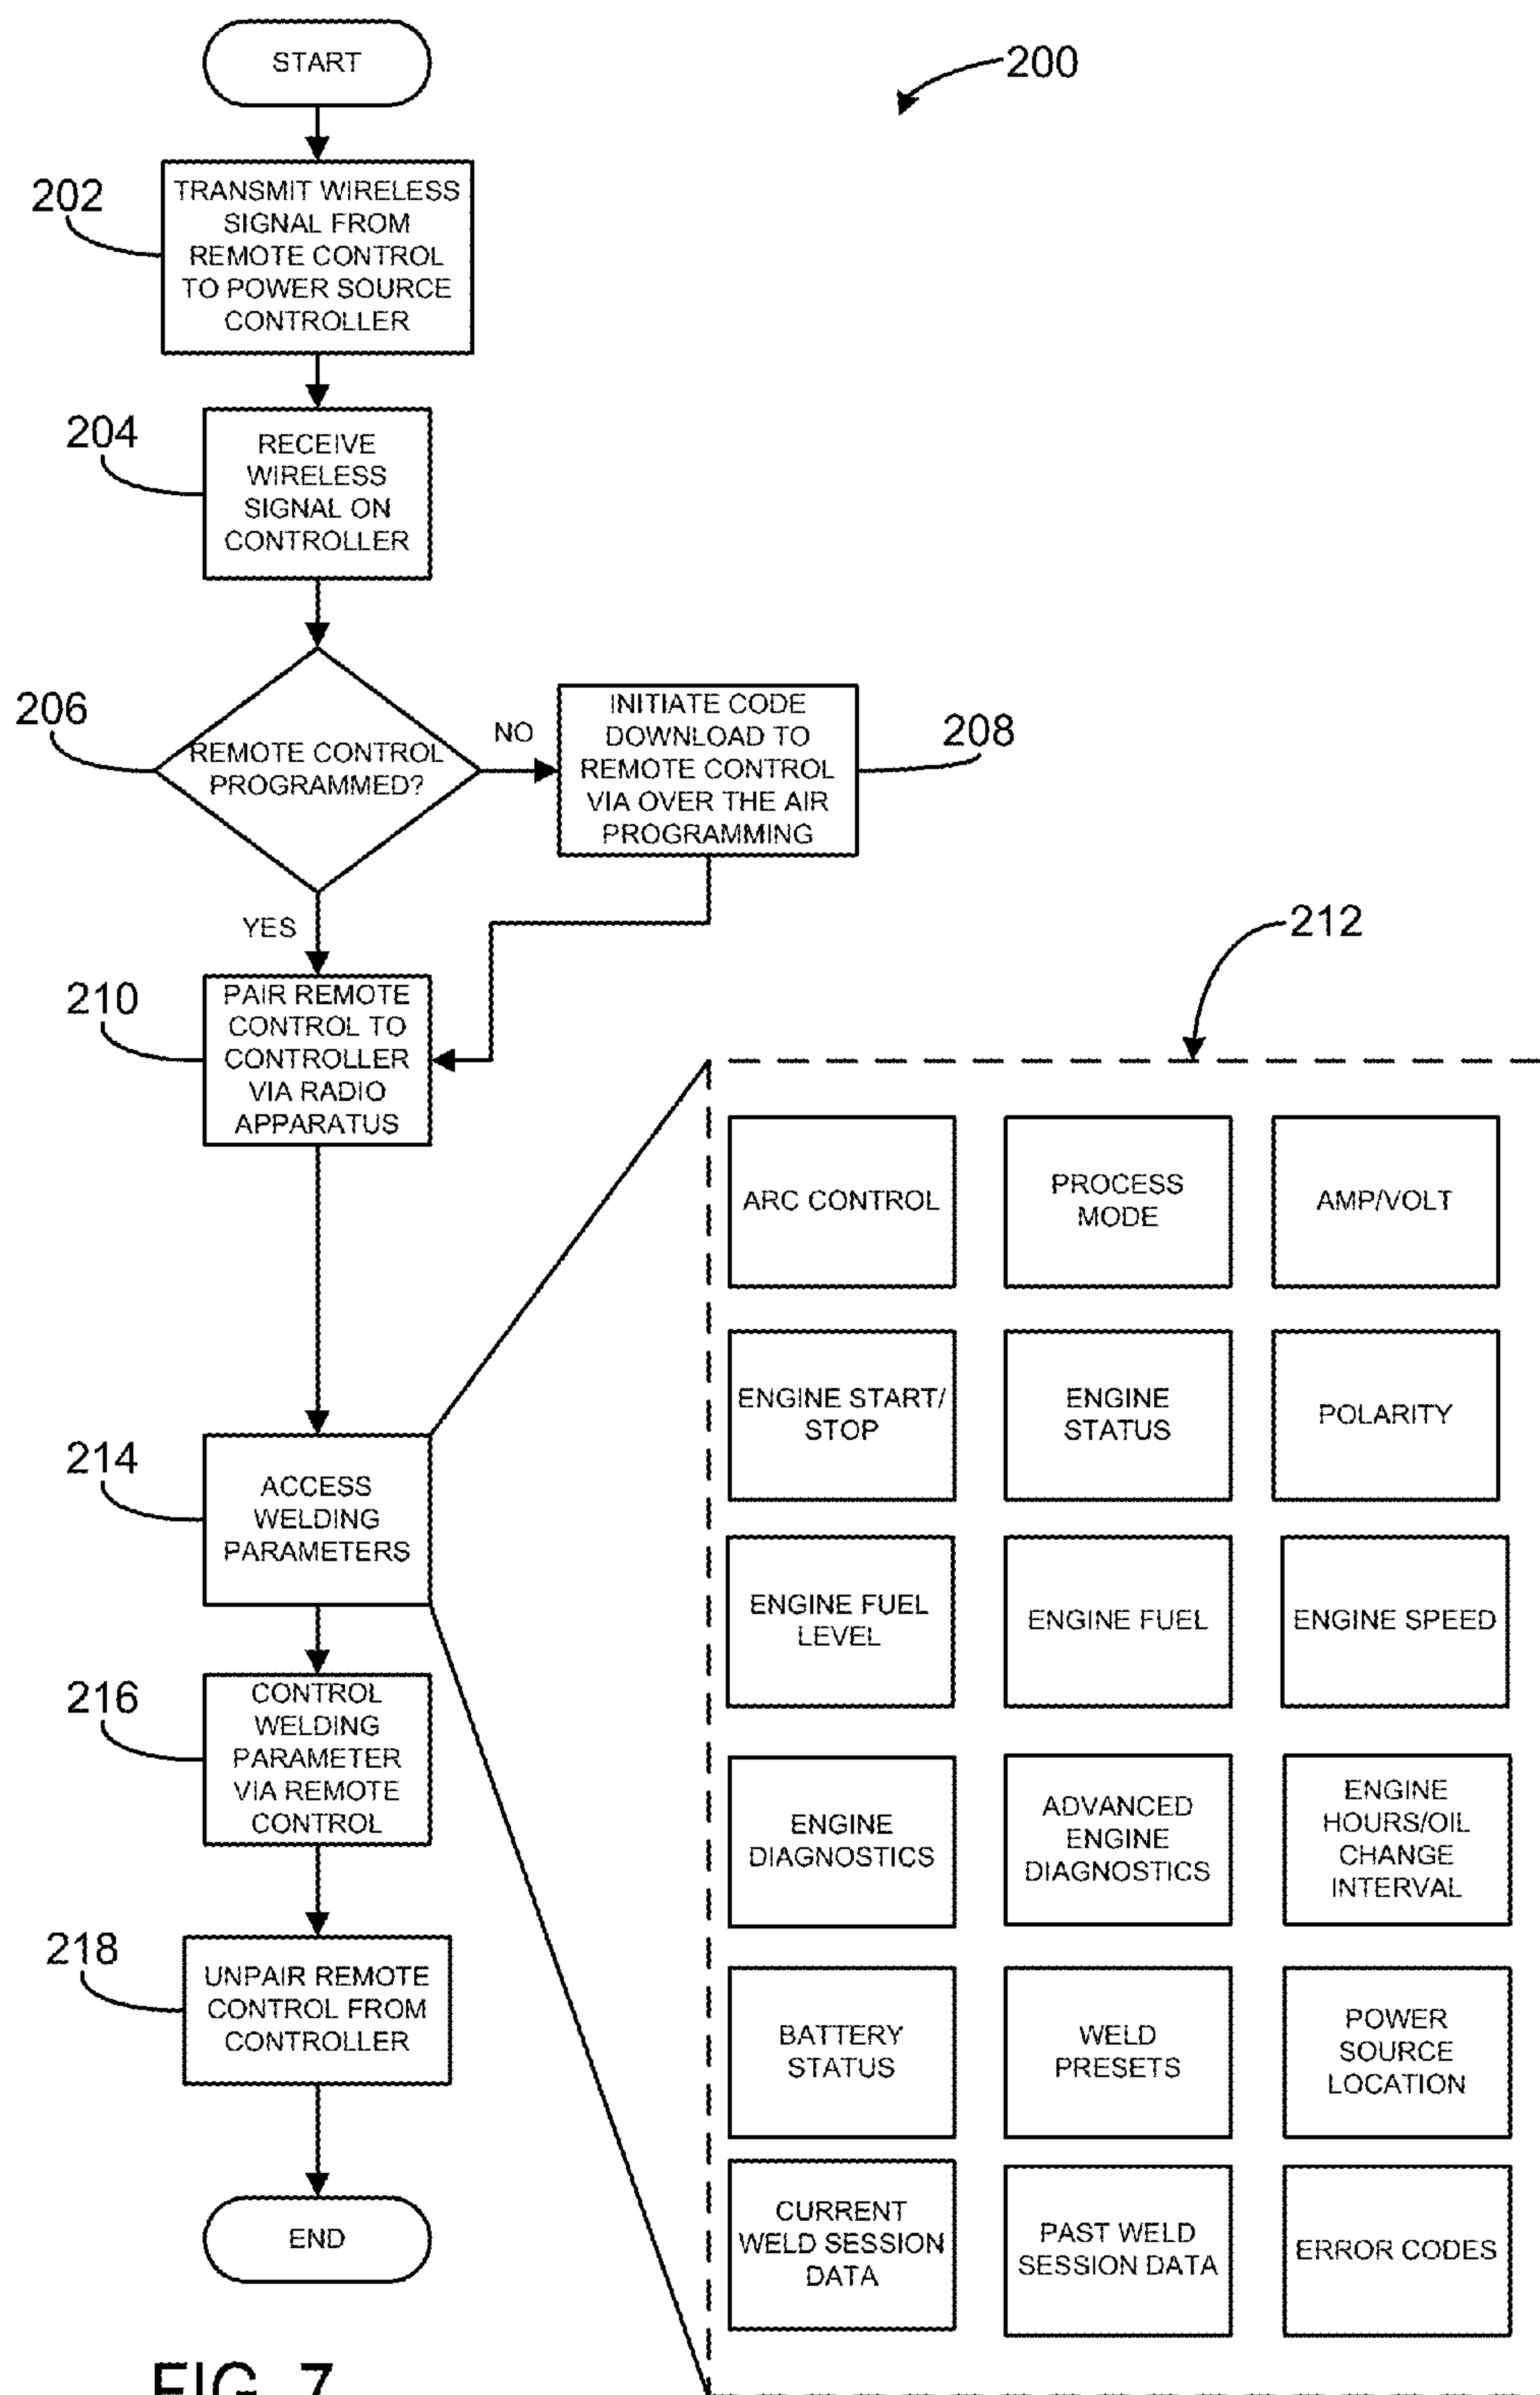 START
200
202
TRANSMIT WIRELESS
SIGNAL FROM
REMOTE CONTROL
TO POWER SOURCE
CONTROLLER
204
RECEIVE
WIRELESS
SIGNAL ON
CONTROLLER
206
REMOTE CONTROL
PROGRAMMED?
NO
INITIATE CODE
DOWNLOAD TO
REMOTE CONTROL
VIA OVER THE AIR
PROGRAMMING
208
YES
210
PAIR REMOTE
CONTROL TO
CONTROLLER
VIA RADIO
APPARATUS
212
214
ACCESS
WELDING
PARAMETERS
216
CONTROL
WELDING
PARAMETER
VIA REMOTE
CONTROL
218
UNPAIR REMOTE
CONTROL FROM
CONTROLLER
END
ARC CONTROL
PROCESS
MODE
AMP/VOLT
ENGINE START/
STOP
ENGINE
STATUS
POLARITY
ENGINE FUEL
LEVEL
ENGINE FUEL
ENGINE SPEED
ENGINE
DIAGNOSTICS
ADVANCED
ENGINE
DIAGNOSTICS
ENGINE
HOURS/OIL
CHANGE
INTERVAL
BATTERY
STATUS
WELD
PRESETS
POWER
SOURCE
LOCATION
CURRENT
WELD SESSION
DATA
PAST WELD
SESSION DATA
ERROR CODES
FIG. 7